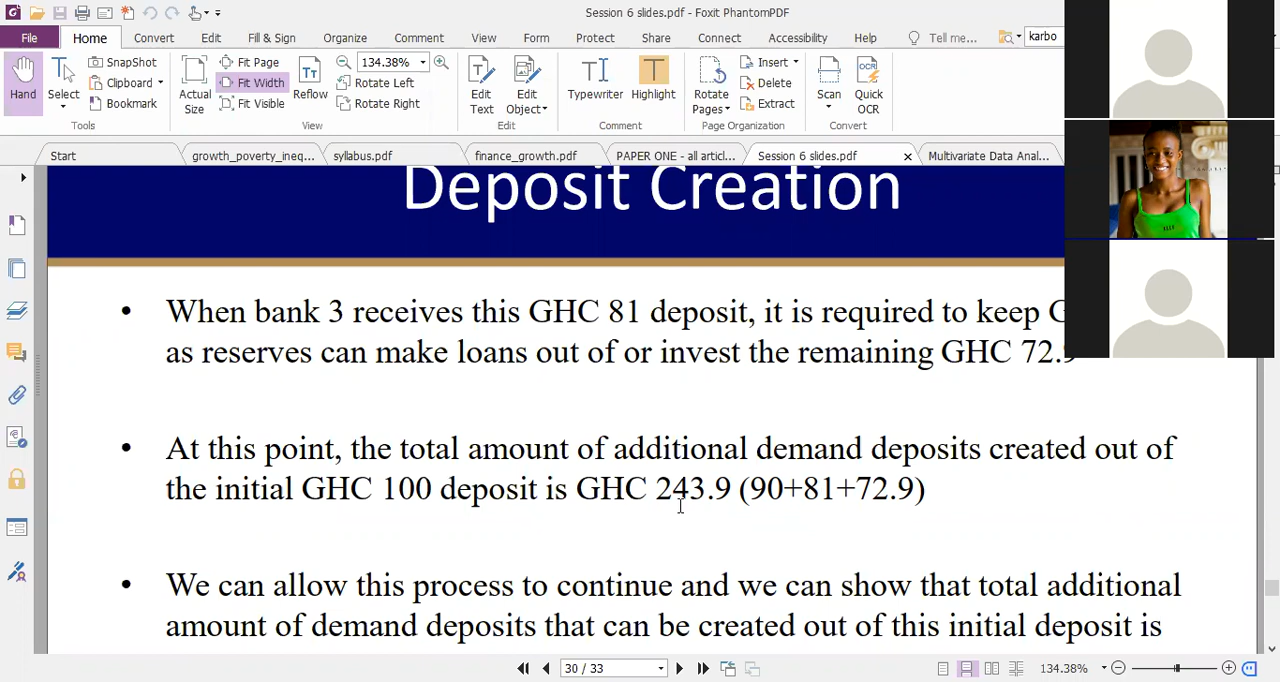 Session 6 slides.pdf - Foxit PhantomPDF
File Home Convert Edit Fill & Sign Organize Comment View Form Protect Share Connect Accessibility Help Tell me... karbo
Hand
Select
SnapShot
Clipboard
Bookmark
Tools
Actual Size
Fit Page
Fit Width
Fit Visible
Reflow
134.38%
Rotate Left
Rotate Right
View
Edit Text
Edit Object
Edit
Typewriter
Highlight
Comment
Rotate Pages
Insert
Delete
Extract
Page Organization
Scan
Quick OCR
Convert
Start growth_poverty_ineq... syllabus.pdf finance_growth.pdf PAPER ONE - all articl... Session 6 slides.pdf Multivariate Data Anal...
Deposit Creation
• When bank 3 receives this GHC 81 deposit, it is required to keep G
as reserves can make loans out of or invest the remaining GHC 72.9
• At this point, the total amount of additional demand deposits created out of
the initial GHC 100 deposit is GHC 243.9 (90+81+72.9)
• We can allow this process to continue and we can show that total additional
amount of demand deposits that can be created out of this initial deposit is
30 / 33 134.38%